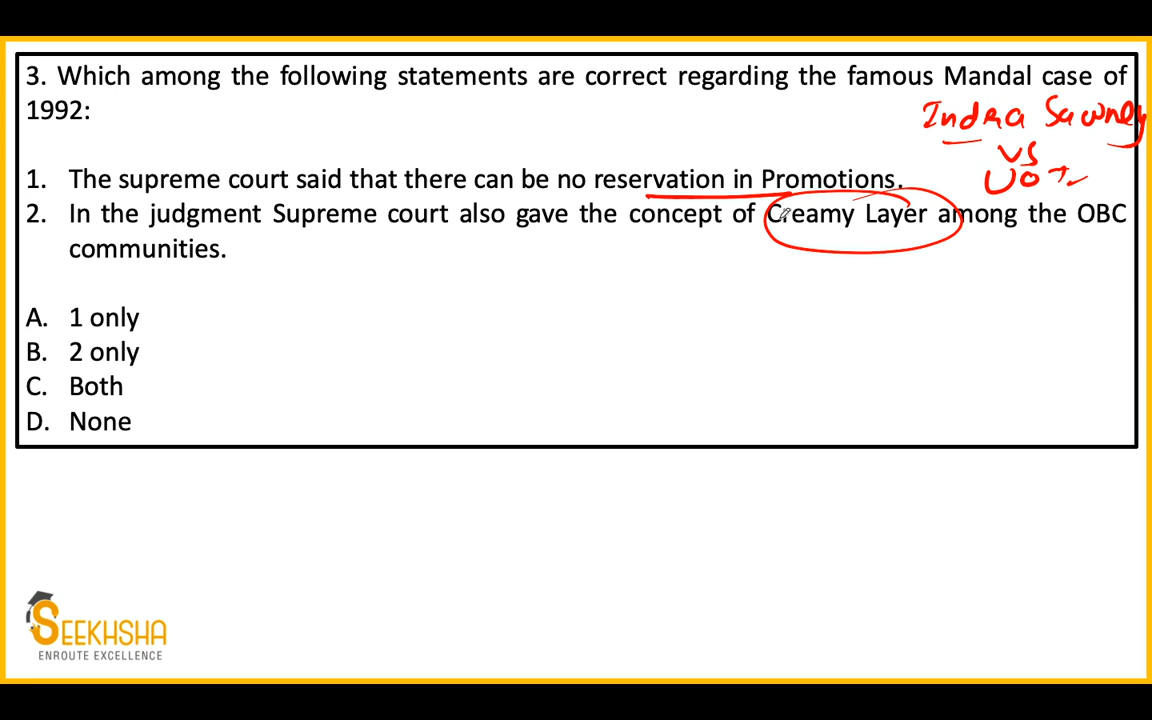 3. Which among the following statements are correct regarding the famous Mandal case of
1992:
Indra Sawney
vs
UOI
1. The supreme court said that there can be no reservation in Promotions.
2. In the judgment Supreme court also gave the concept of Creamy Layer among the OBC
communities.
A. 1 only
B. 2 only
C. Both
D. None
SEEKHSHA
ENROUTE EXCELLENCE